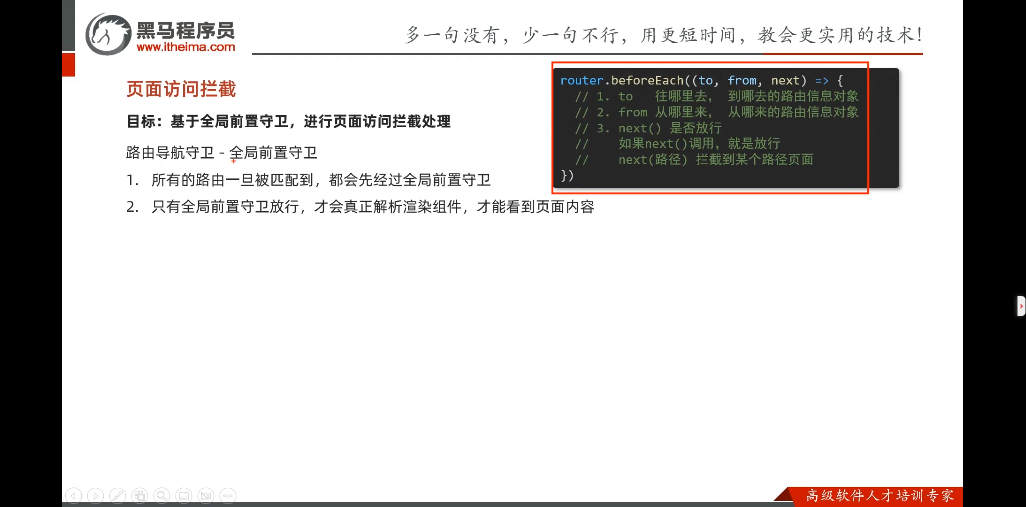 黑马程序员
www.itheima.com
多一句没有，少一句不行，用更短时间，教会更实用的技术！
页面访问拦截
目标：基于全局前置守卫，进行页面访问拦截处理
路由导航守卫 - 全局前置守卫
1. 所有的路由一旦被匹配到，都会先经过全局前置守卫
2. 只有全局前置守卫放行，才会真正解析渲染组件，才能看到页面内容
router.beforeEach((to, from, next) => {
// 1. to 往哪里去， 到哪去的路由信息对象
// 2. from 从哪里来， 从哪来的路由信息对象
// 3. next() 是否放行
// 如果next()调用，就是放行
// next(路径) 拦截到某个路径页面
})
高级软件人才培训专家